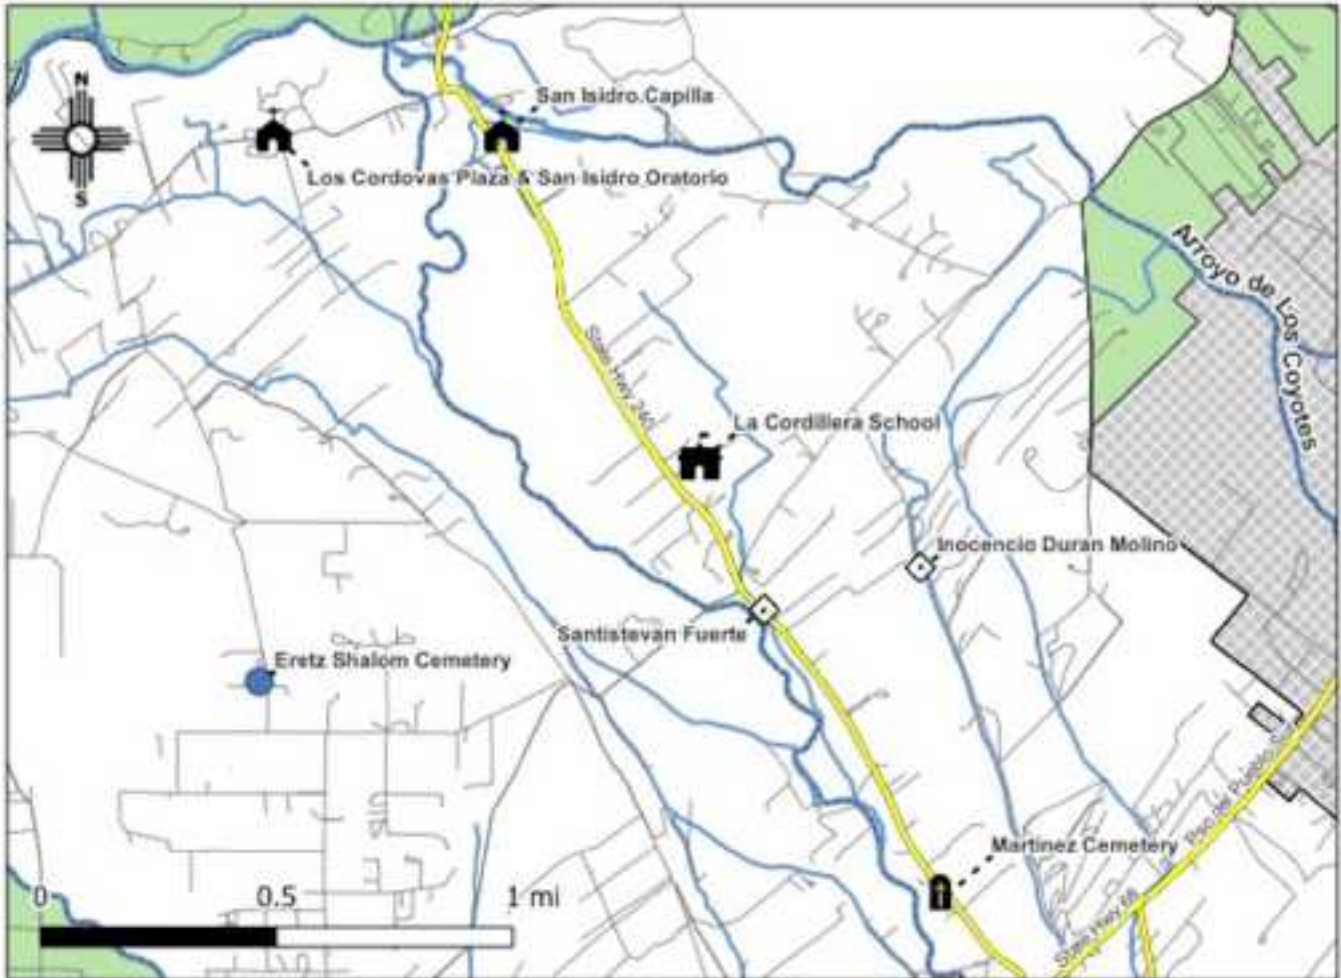 N
San Isidro Capilla
S
Los Cordovas Plaza & San Isidro Oratorio
Arroyo de Los Coyotes
State Hwy 240
La Cordillera School
Inocencio Duran Molino
Santistevan Fuerte
Eretz Shalom Cemetery
Martinez Cemetery
0 0.5 1 mi
State Hwy 68